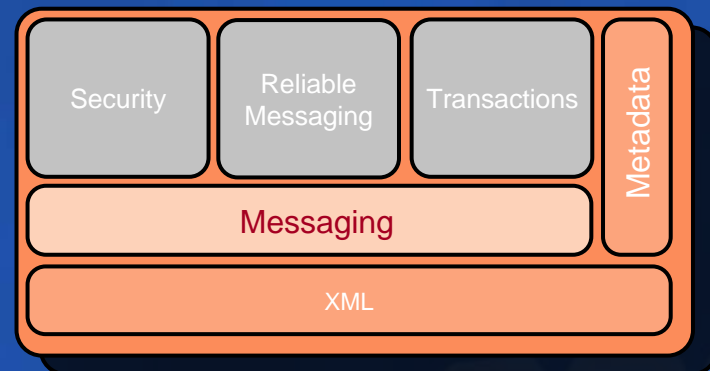 Security
Reliable
Messaging
Transactions
Metadata
Messaging
XML